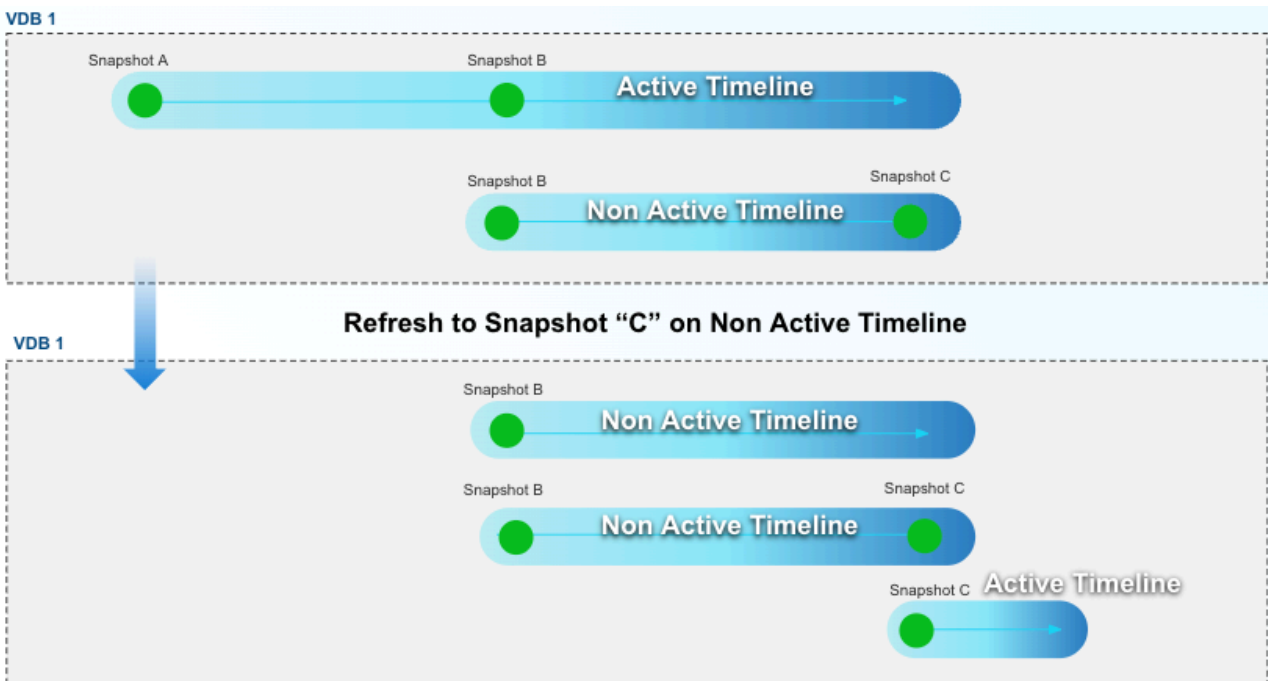 VDB 1
Snapshot A
Snapshot B
Active Timeline
Snapshot B
Snapshot C
Non Active Timeline
Refresh to Snapshot “C” on Non Active Timeline
VDB 1
Snapshot B
Non Active Timeline
Snapshot B
Snapshot C
Non Active Timeline
Snapshot C
Active Timeline